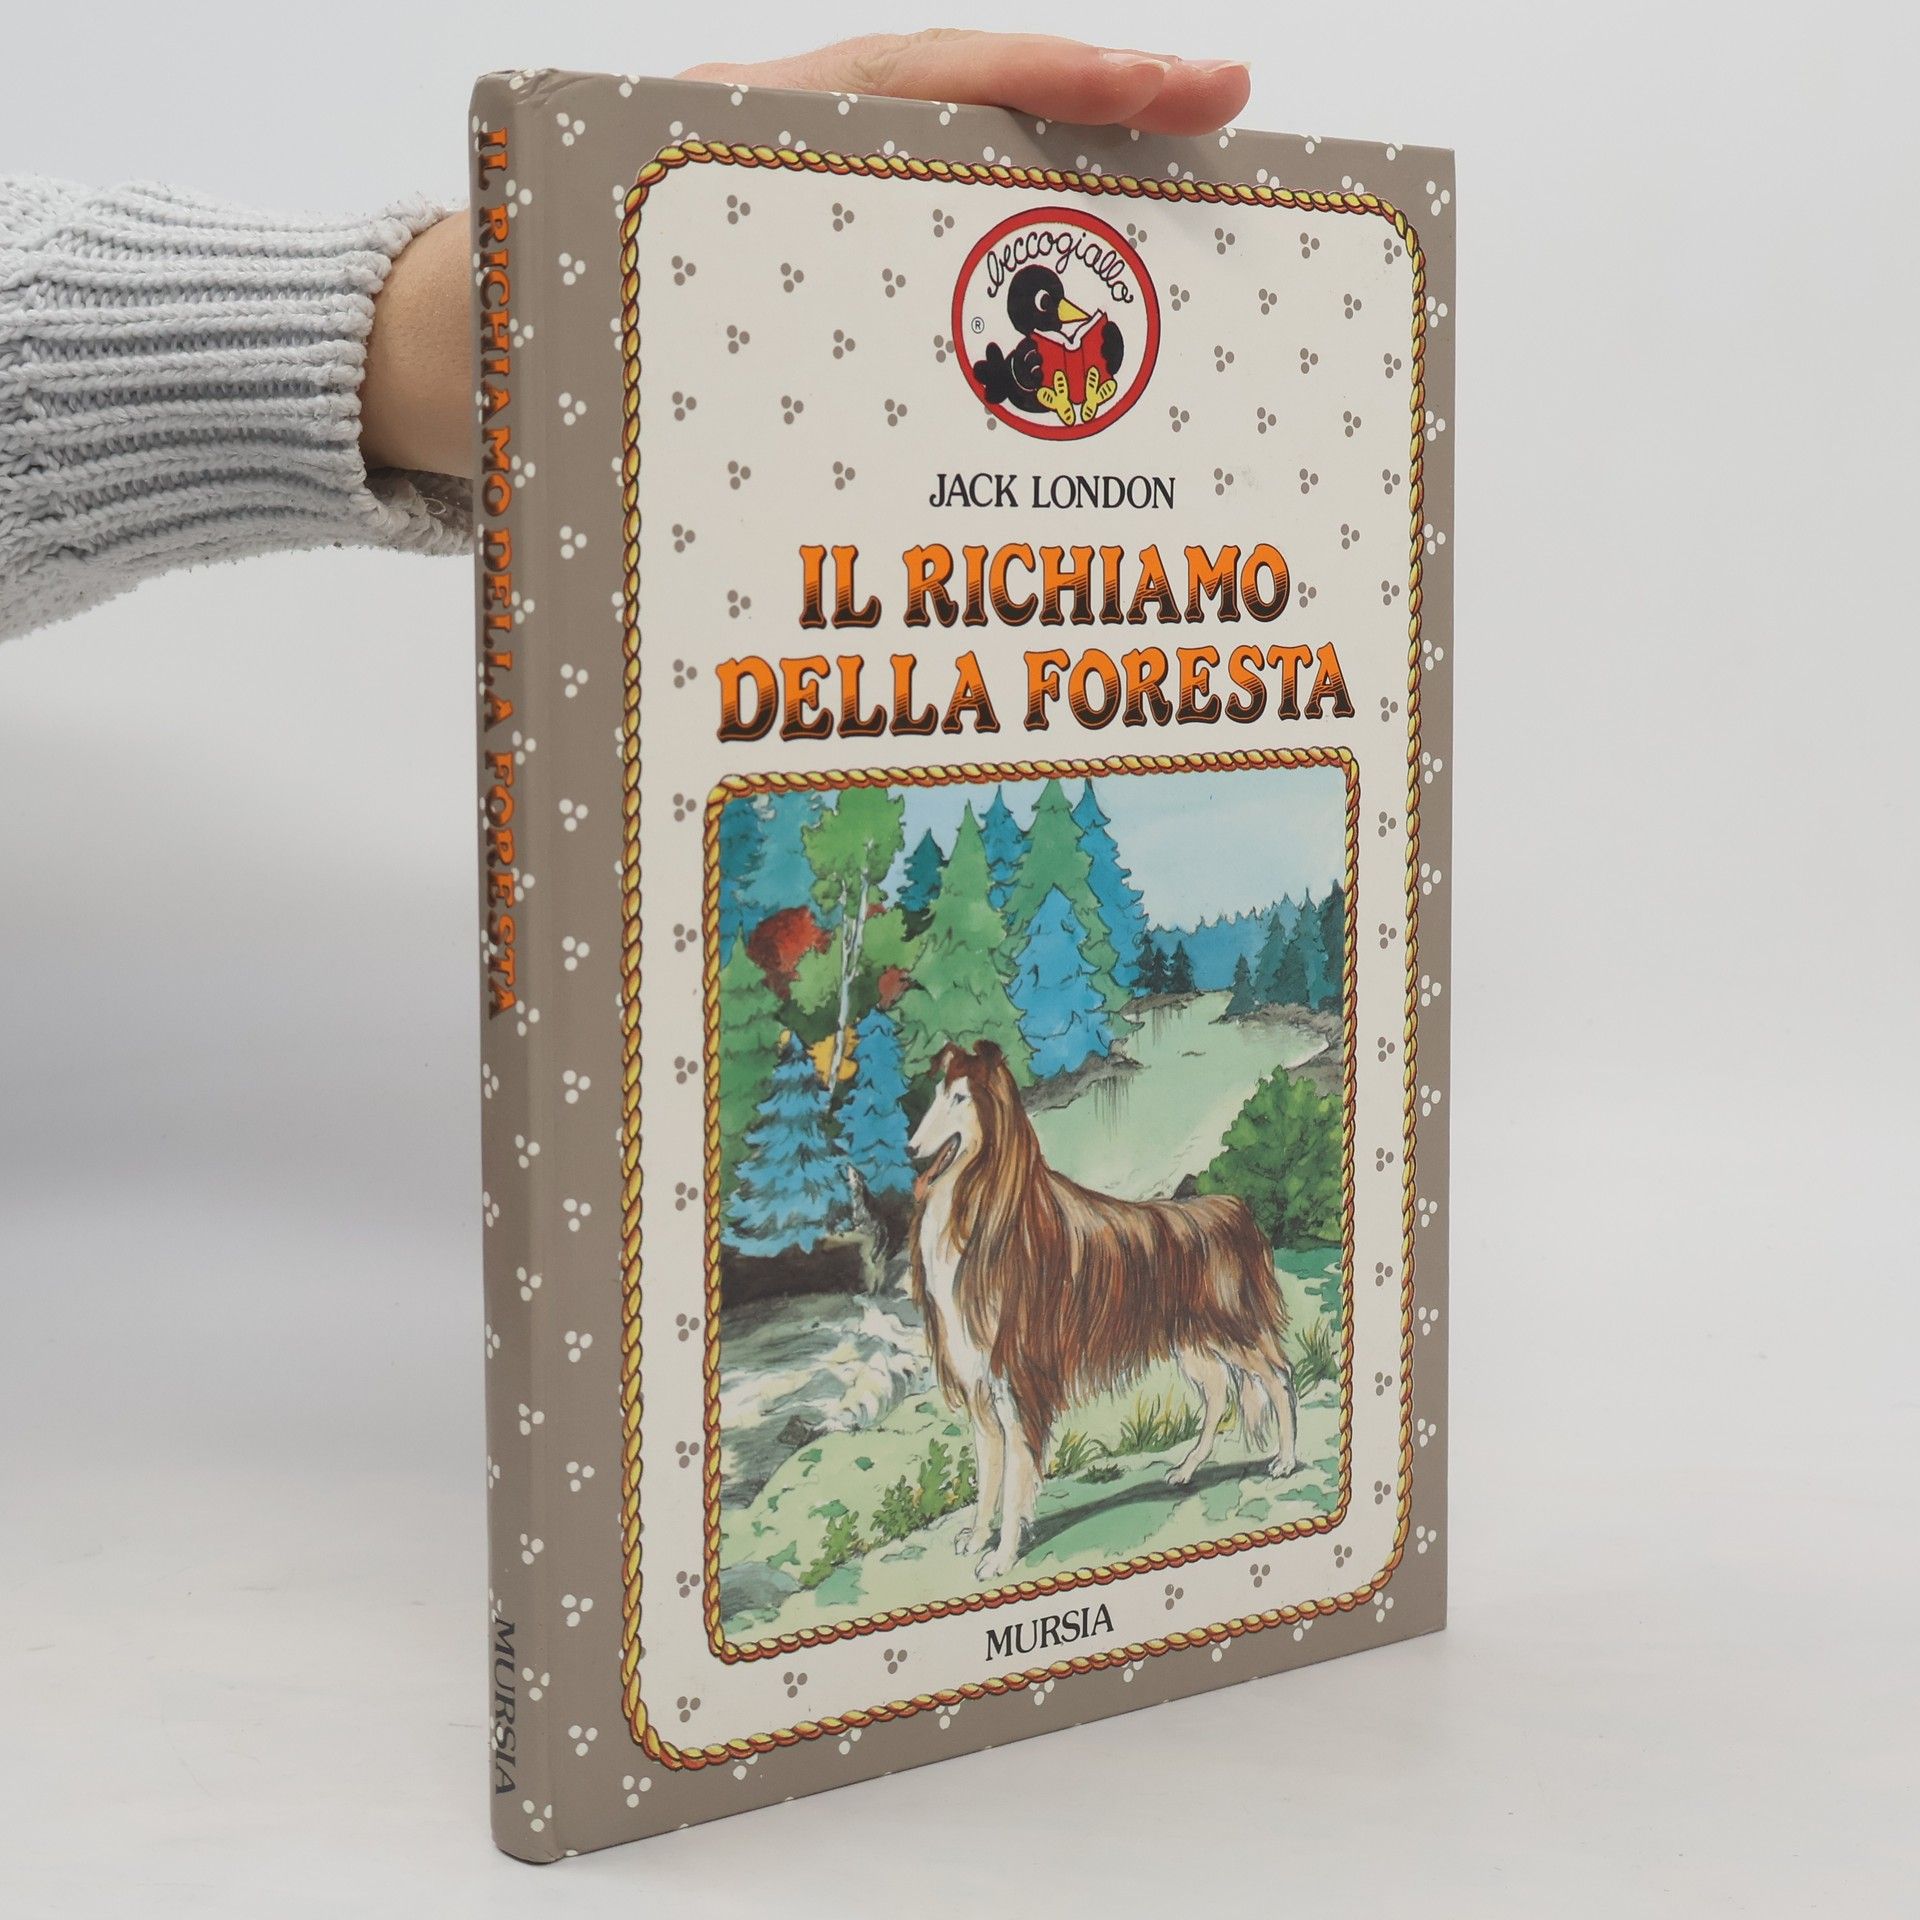 IL RICHIAMO DELLA FORESTA
MURSIA
beccogiallo
®
JACK LONDON
IL RICHIAMO
DELLA FORESTA
MURSIA